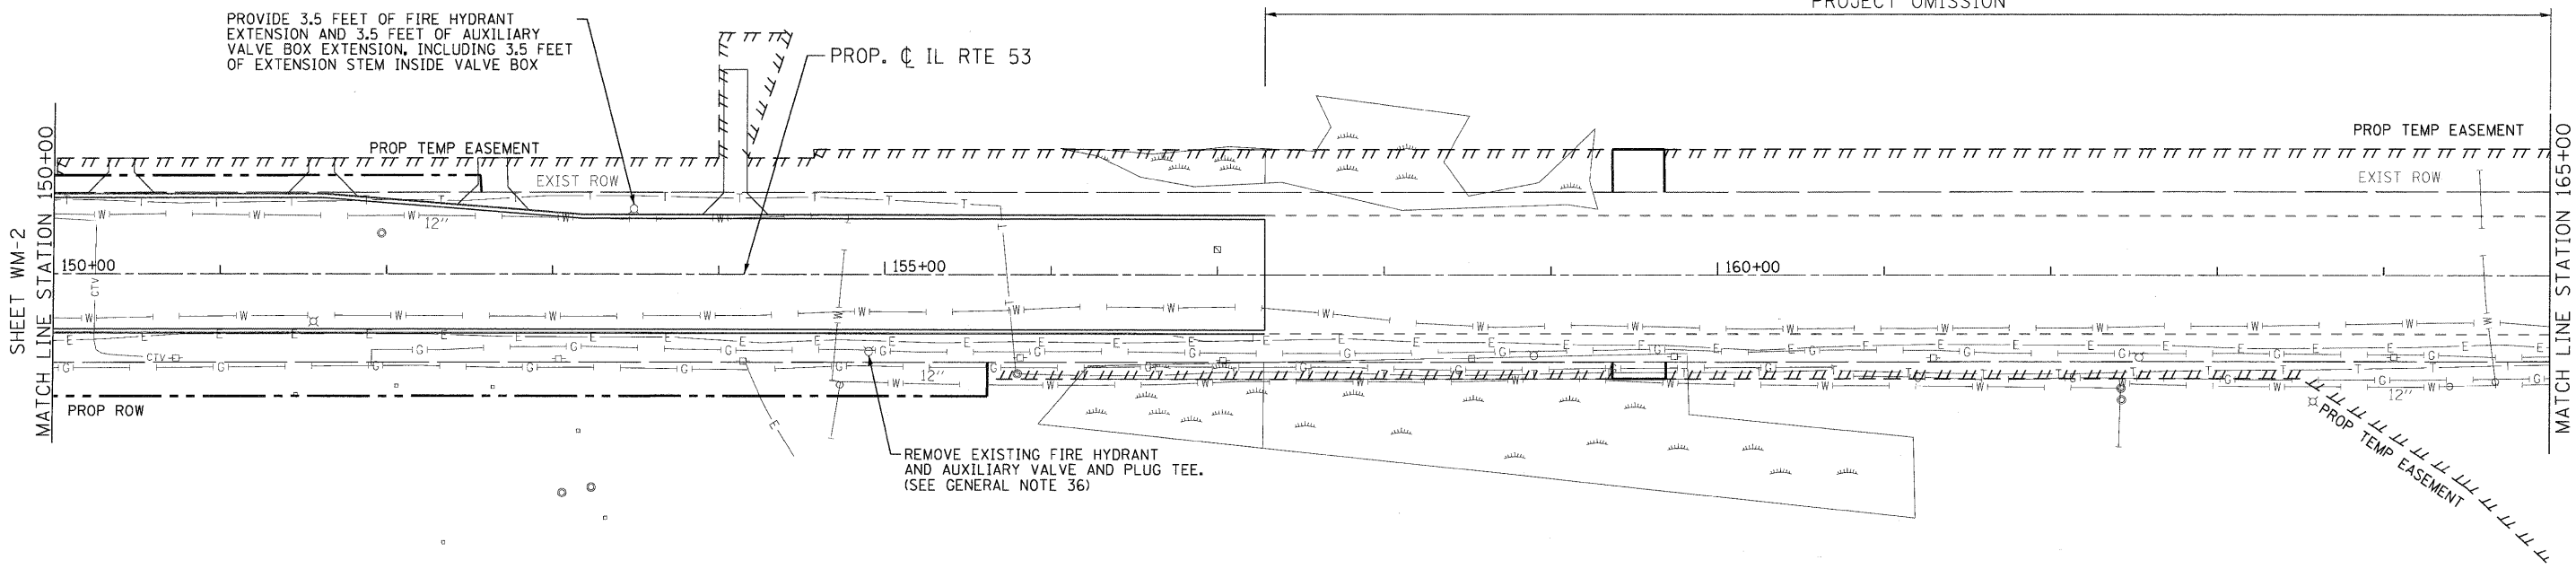 PROJECT OMISSION
PROVIDE 3.5 FEET OF FIRE HYDRANT
EXTENSION AND 3.5 FEET OF AUXILIARY
VALVE BOX EXTENSION, INCLUDING 3.5 FEET
OF EXTENSION STEM INSIDE VALVE BOX
PROP. ℄ IL RTE 53
PROP TEMP EASEMENT
PROP TEMP EASEMENT
EXIST ROW
EXIST ROW
12"
SHEET WM-2
MATCH LINE STATION 150+00
150+00
155+00
160+00
MATCH LINE STATION 165+00
CTV
CTV
12"
12"
PROP ROW
REMOVE EXISTING FIRE HYDRANT
AND AUXILIARY VALVE AND PLUG TEE.
(SEE GENERAL NOTE 36)
PROP TEMP EASEMENT